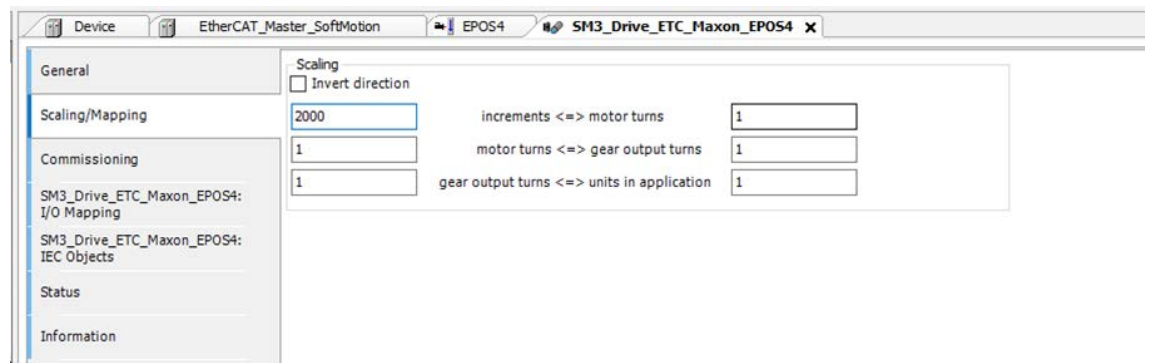 Device
EtherCAT_Master_SoftMotion
EPOS4
SM3_Drive_ETC_Maxon_EPOS4 X
General
Scaling/Mapping
Commissioning
SM3_Drive_ETC_Maxon_EPOS4:
I/O Mapping
SM3_Drive_ETC_Maxon_EPOS4:
IEC Objects
Status
Information
Scaling
Invert direction
2000 increments <=> motor turns 1
1 motor turns <=> gear output turns 1
1 gear output turns <=> units in application 1